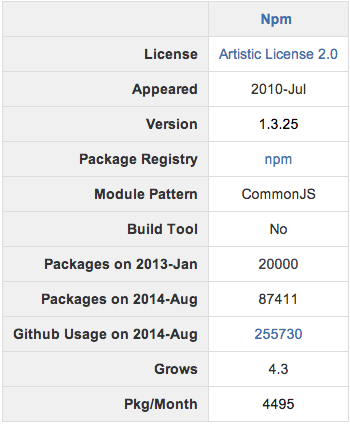 Npm
License Artistic License 2.0
Appeared 2010-Jul
Version 1.3.25
Package Registry npm
Module Pattern CommonJS
Build Tool No
Packages on 2013-Jan 20000
Packages on 2014-Aug 87411
Github Usage on 2014-Aug 255730
Grows 4.3
Pkg/Month 4495